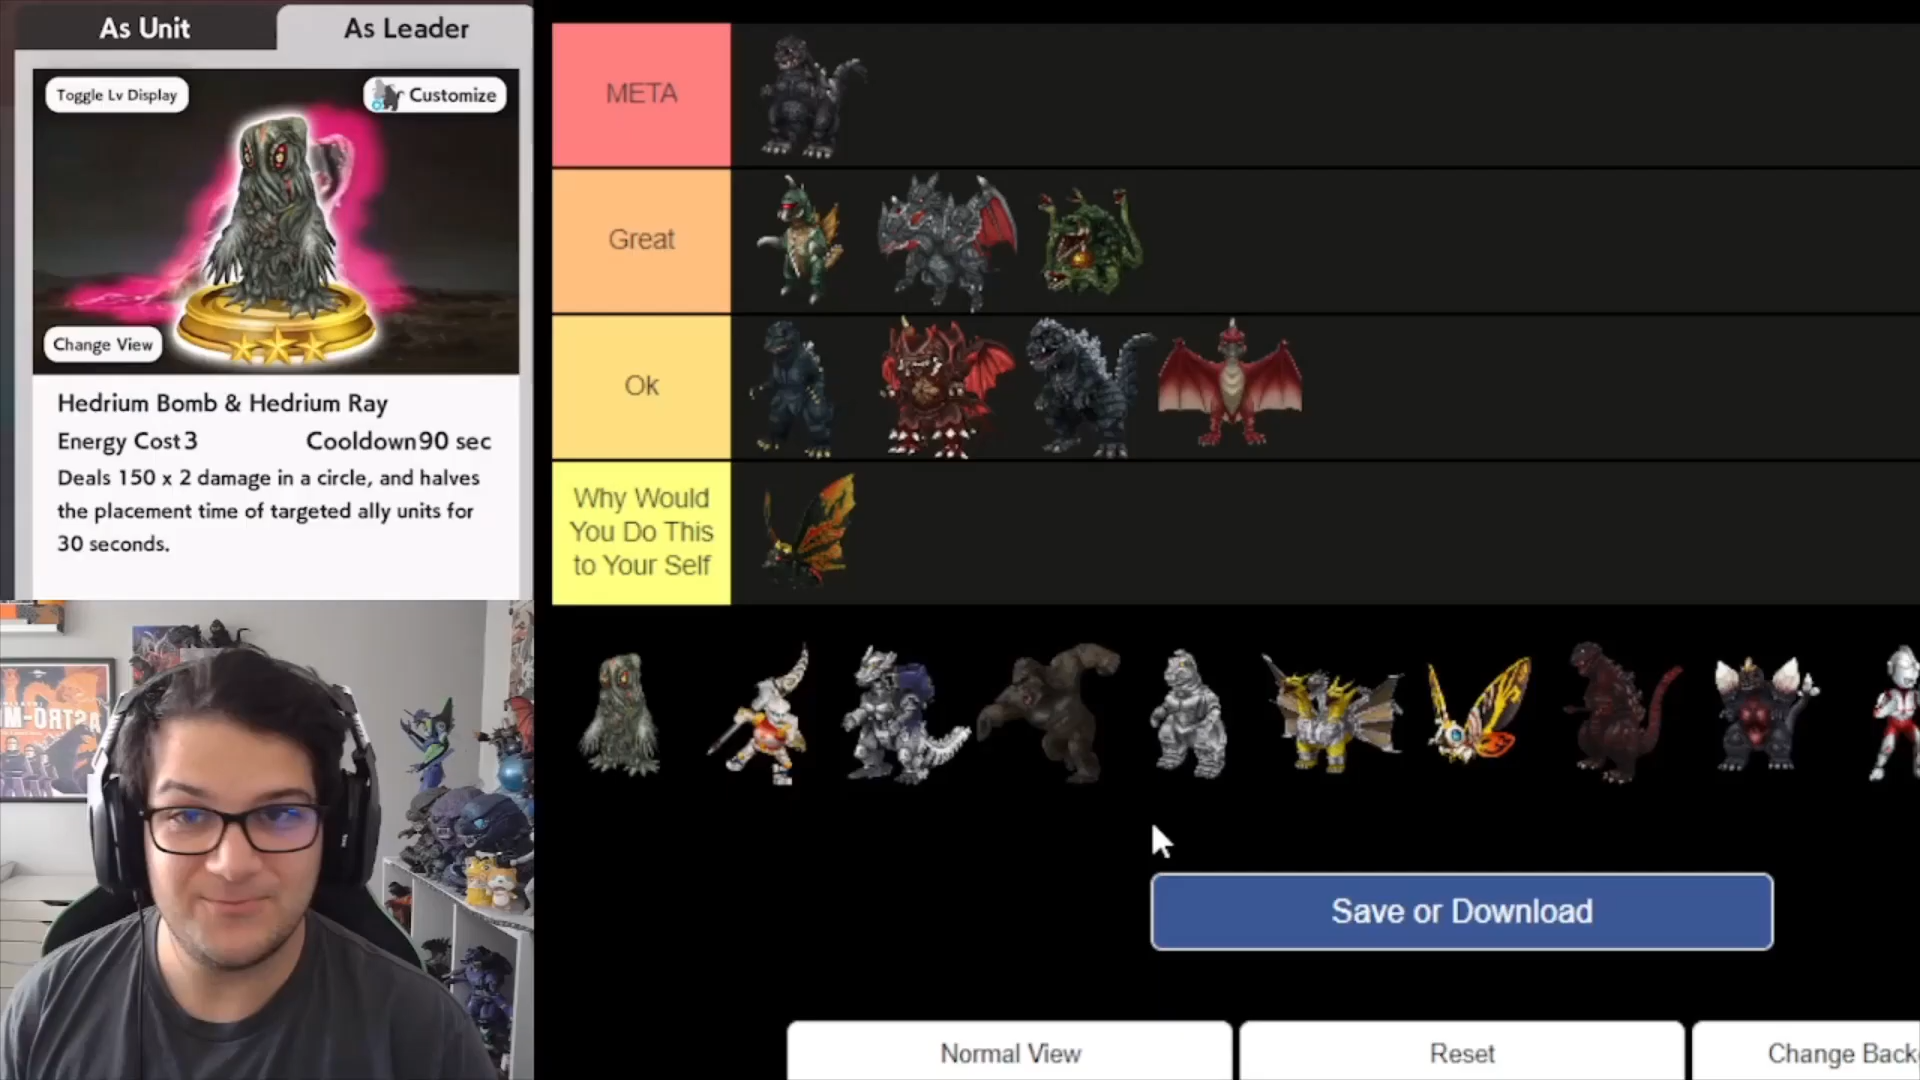 As Unit
As Leader
Toggle Lv Display
Customize
Change View
Hedrium Bomb & Hedrium Ray
Energy Cost 3
Cooldown 90 sec
Deals 150 x 2 damage in a circle, and halves
the placement time of targeted ally units for
30 seconds.
META
Great
Ok
Why Would
You Do This
to Your Self
Save or Download
Normal View
Reset
Change